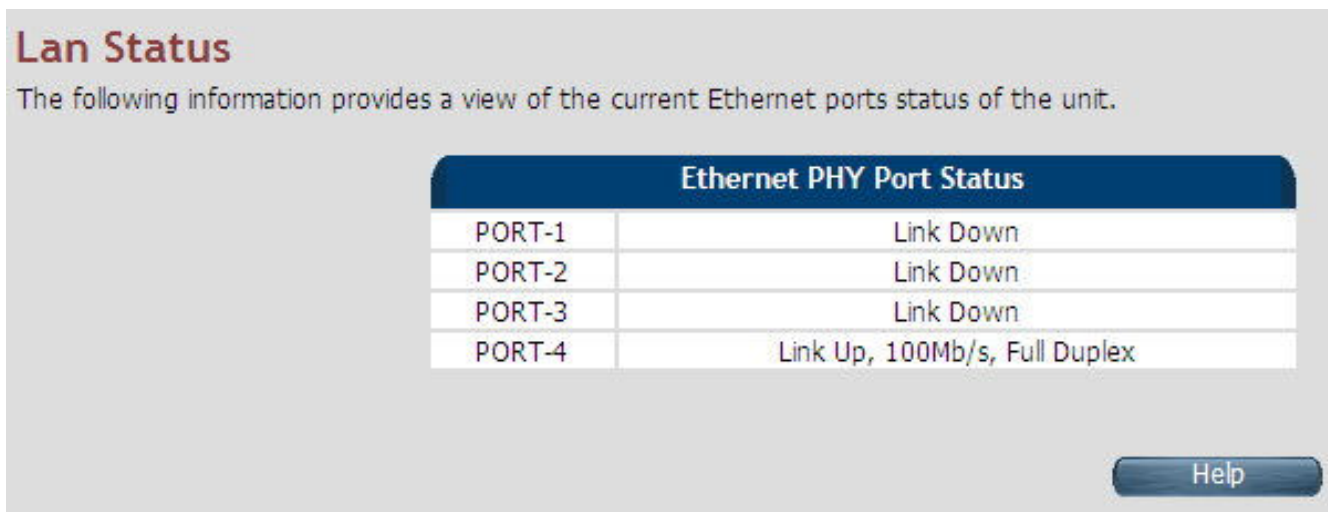 Lan Status
The following information provides a view of the current Ethernet ports status of the unit.
Ethernet PHY Port Status
PORT-1 Link Down
PORT-2 Link Down
PORT-3 Link Down
PORT-4 Link Up, 100Mb/s, Full Duplex
Help